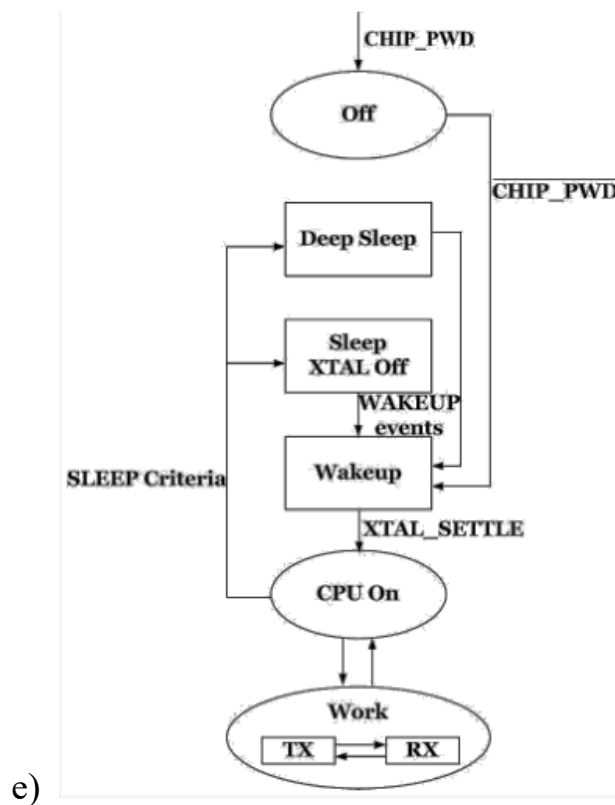 CHIP_PWD
Off
CHIP_PWD
Deep Sleep
Sleep
XTAL Off
WAKEUP
events
SLEEP Criteria
Wakeup
XTAL_SETTLE
CPU On
Work
TX
RX
e)